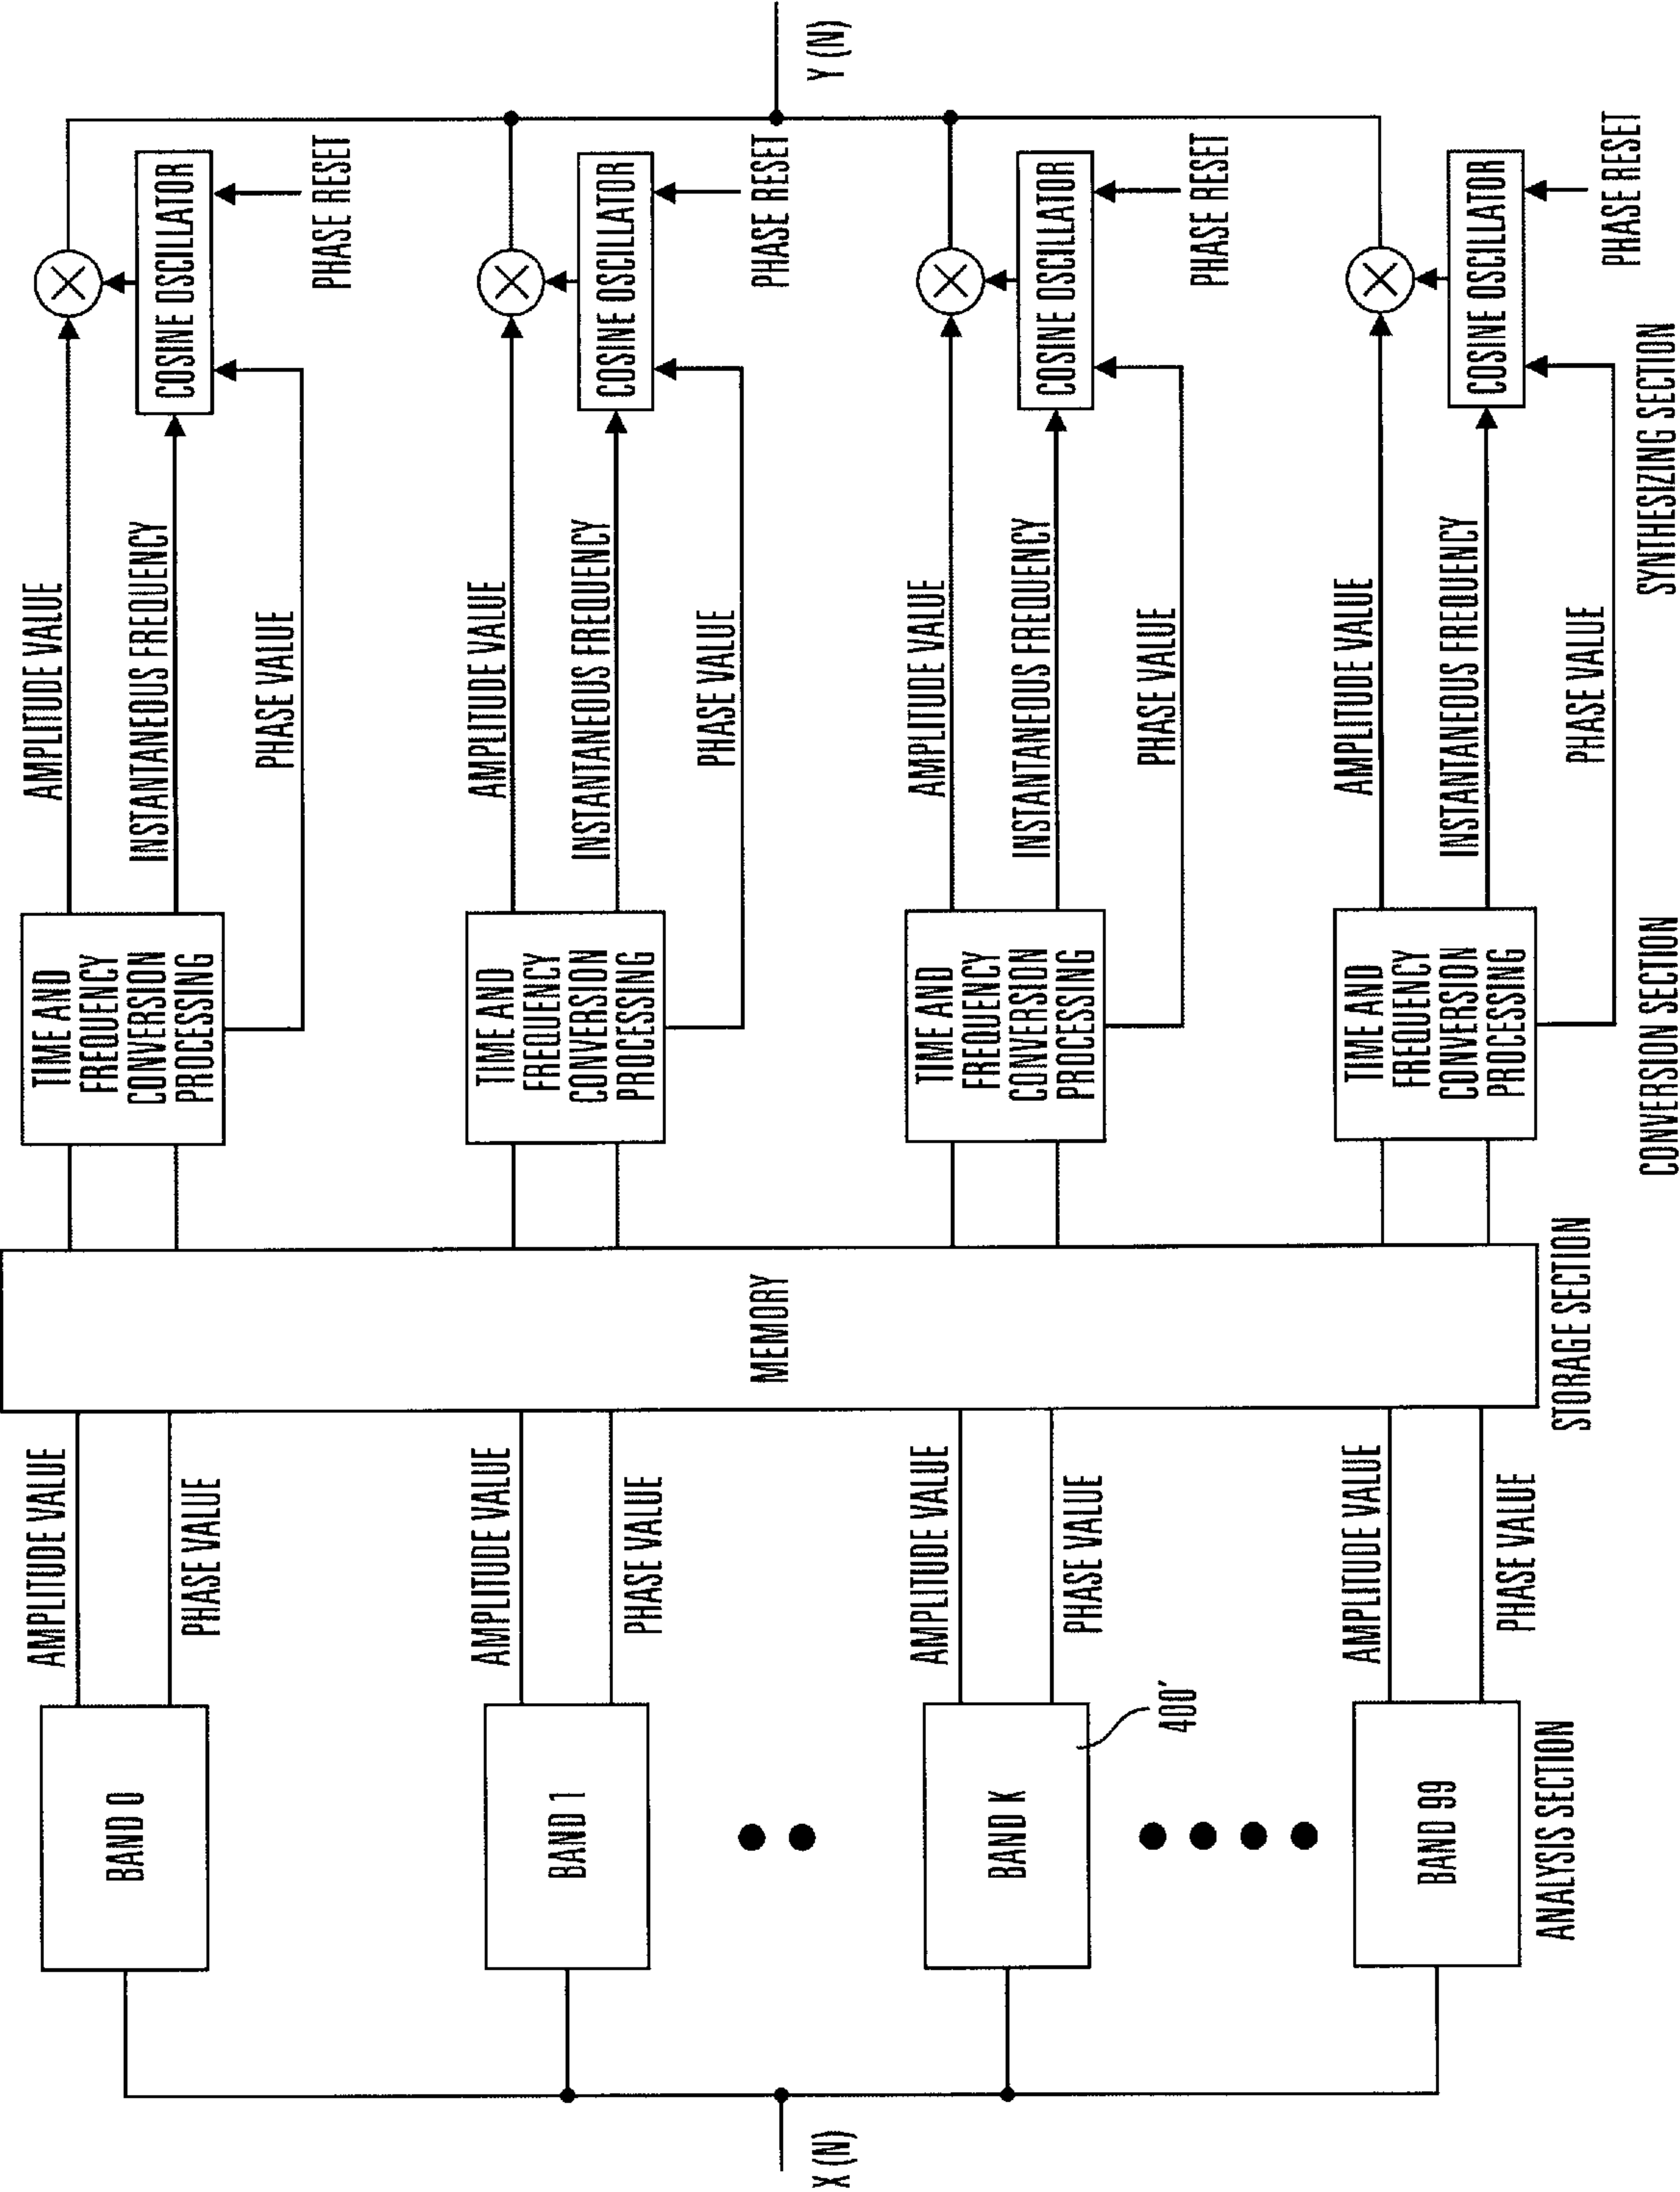 X (N)
BAND 0
AMPLITUDE VALUE
PHASE VALUE
BAND 1
AMPLITUDE VALUE
PHASE VALUE
BAND K
400'
AMPLITUDE VALUE
PHASE VALUE
BAND 99
AMPLITUDE VALUE
PHASE VALUE
ANALYSIS SECTION
MEMORY
STORAGE SECTION
TIME AND
FREQUENCY
CONVERSION
PROCESSING
AMPLITUDE VALUE
INSTANTANEOUS FREQUENCY
PHASE VALUE
COSINE OSCILLATOR
PHASE RESET
TIME AND
FREQUENCY
CONVERSION
PROCESSING
AMPLITUDE VALUE
INSTANTANEOUS FREQUENCY
PHASE VALUE
COSINE OSCILLATOR
PHASE RESET
TIME AND
FREQUENCY
CONVERSION
PROCESSING
AMPLITUDE VALUE
INSTANTANEOUS FREQUENCY
PHASE VALUE
COSINE OSCILLATOR
PHASE RESET
TIME AND
FREQUENCY
CONVERSION
PROCESSING
AMPLITUDE VALUE
INSTANTANEOUS FREQUENCY
PHASE VALUE
COSINE OSCILLATOR
PHASE RESET
CONVERSION SECTION
SYNTHESIZING SECTION
Y (N)